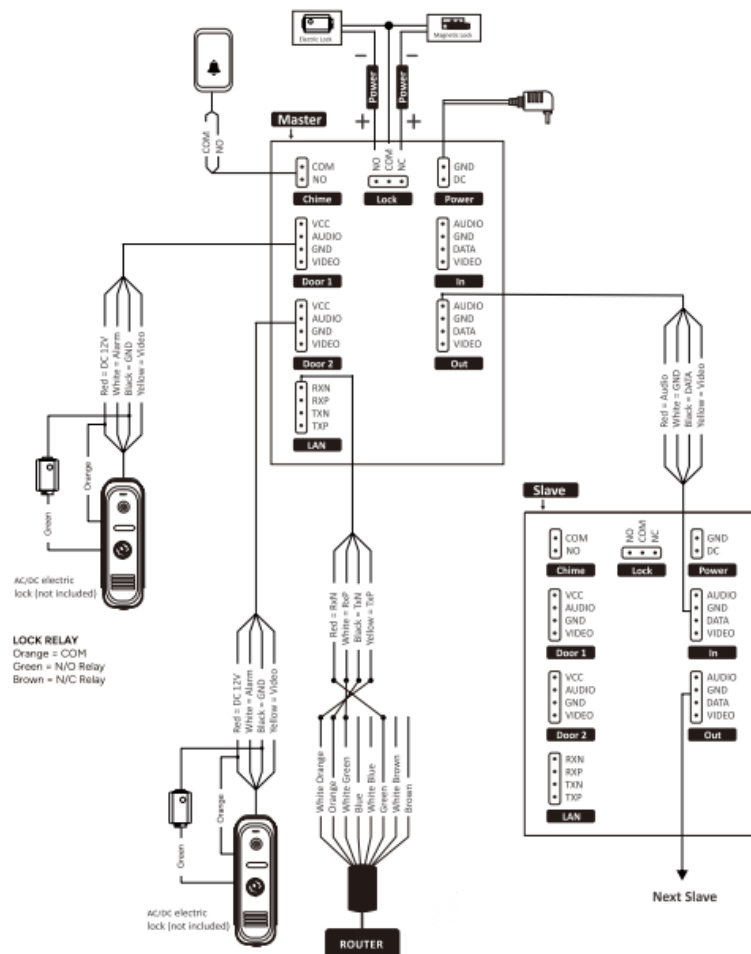 Electric Lock
Magnetic Lock
Power
Power
−
−
+
+
COM
NO
Master
COM
NO
Chime
NO
COM
NC
Lock
GND
DC
Power
VCC
AUDIO
GND
VIDEO
Door 1
AUDIO
GND
DATA
VIDEO
In
VCC
AUDIO
GND
VIDEO
Door 2
AUDIO
GND
DATA
VIDEO
Out
RXN
RXP
TXN
TXP
LAN
Red = DC 12V
White = Alarm
Black = GND
Yellow = Video
Orange
Green
AC/DC electric
lock (not included)
LOCK RELAY
Orange = COM
Green = N/O Relay
Brown = N/C Relay
Red = Audio
White = GND
Black = DATA
Yellow = Video
Slave
COM
NO
Chime
NO
COM
NC
Lock
GND
DC
Power
VCC
AUDIO
GND
VIDEO
Door 1
AUDIO
GND
DATA
VIDEO
In
VCC
AUDIO
GND
VIDEO
Door 2
AUDIO
GND
DATA
VIDEO
Out
RXN
RXP
TXN
TXP
LAN
Next Slave
Red = RxN
White = RxP
Black = TxN
Yellow = TxP
White Orange
Orange
White Green
Blue
White Blue
Green
White Brown
Brown
ROUTER
Red = DC 12V
White = Alarm
Black = GND
Yellow = Video
Orange
Green
AC/DC electric
lock (not included)